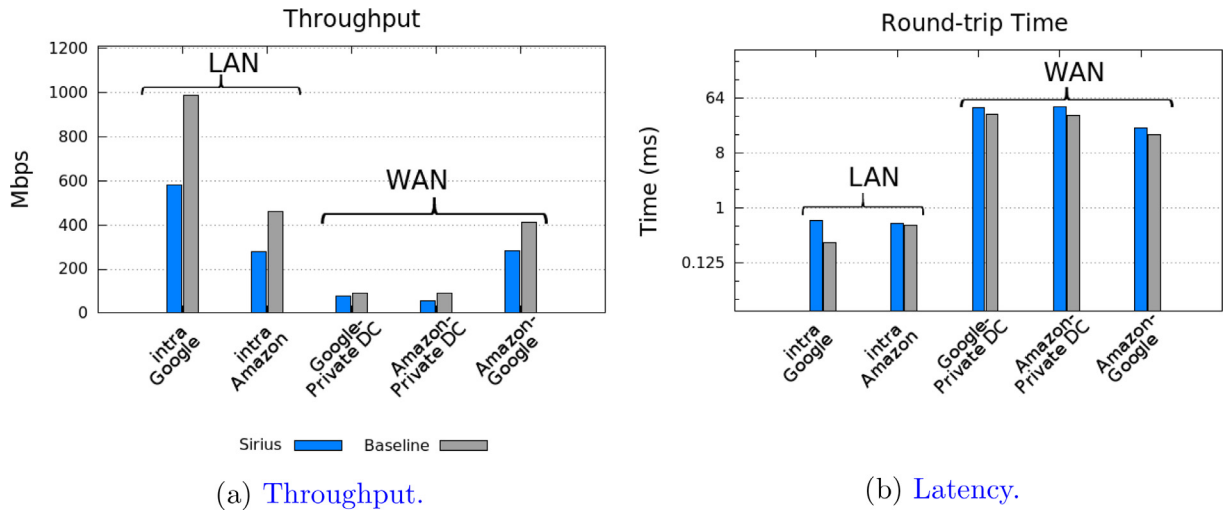 Throughput
1200
1000
800
600
400
200
0
Mbps
LAN
WAN
intra
Google
intra
Amazon
Google-
Private DC
Amazon-
Private DC
Amazon-
Google
Sirius
Baseline
(a) Throughput.
Round-trip Time
64
8
1
0.125
Time (ms)
LAN
WAN
intra
Google
intra
Amazon
Google-
Private DC
Amazon-
Private DC
Amazon-
Google
(b) Latency.